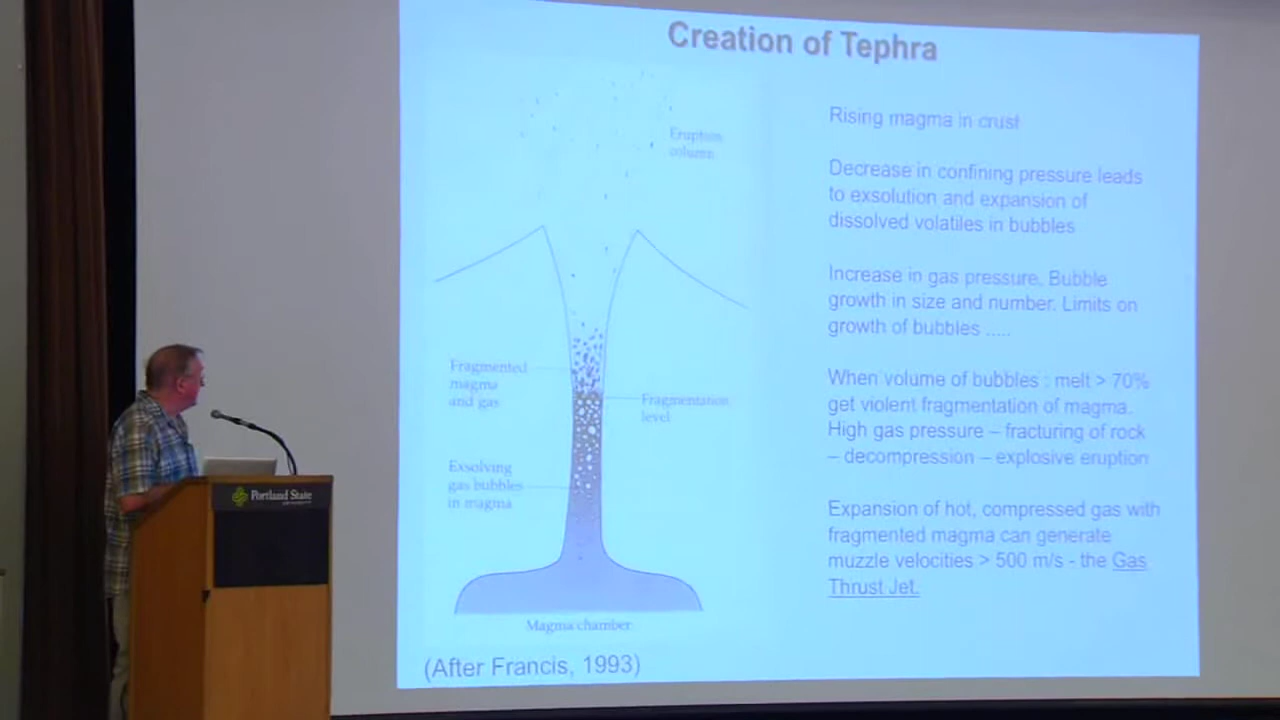 Creation of Tephra
Eruption
column
Fragmented
magma
and gas
Fragmentation
level
Exsolving
gas bubbles
in magma
Magma chamber
(After Francis, 1993)
Rising magma in crust
Decrease in confining pressure leads
to exsolution and expansion of
dissolved volatiles in bubbles
Increase in gas pressure. Bubble
growth in size and number. Limits on
growth of bubbles .....
When volume of bubbles : melt > 70%
get violent fragmentation of magma.
High gas pressure – fracturing of rock
– decompression – explosive eruption
Expansion of hot, compressed gas with
fragmented magma can generate
muzzle velocities > 500 m/s - the Gas
Thrust Jet.
Portland State